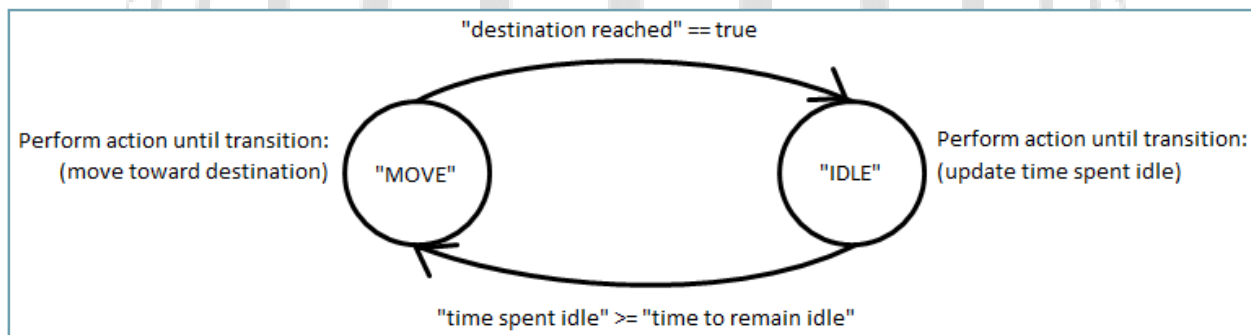 "destination reached" == true
Perform action until transition:
(move toward destination)
"MOVE"
"IDLE"
Perform action until transition:
(update time spent idle)
"time spent idle" >= "time to remain idle"